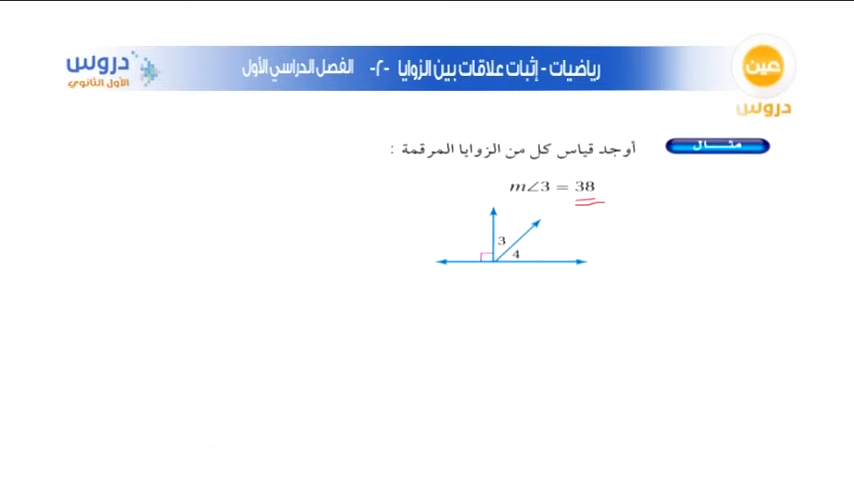 دروس
الأول الثانوي
رياضيات - إثبات علاقات بين الزوايا -٢- الفصل الدراسي الأول
عين
دروس
مثـــال
أوجد قياس كل من الزوايا المرقمة :
m∠3 = 38
3
4